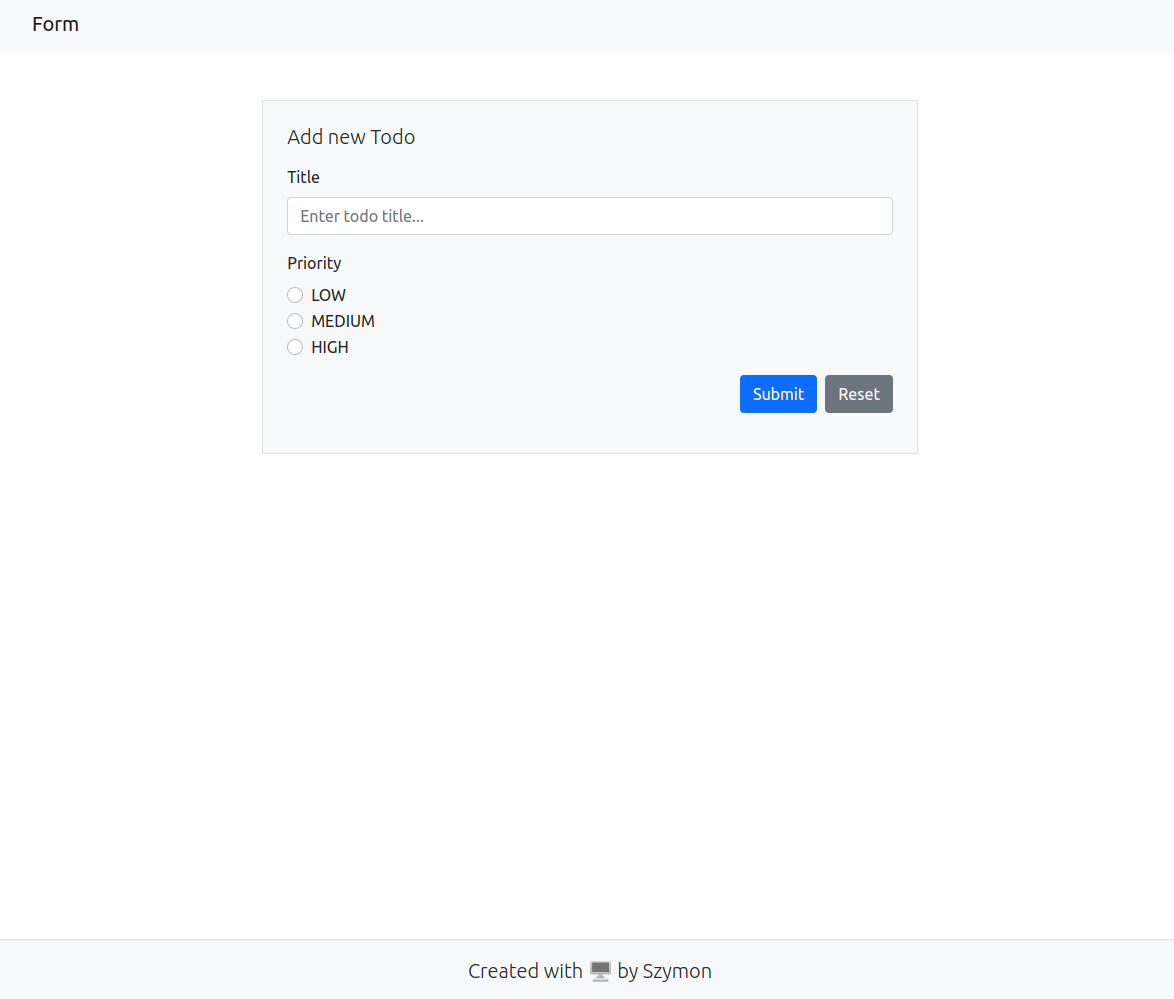 Form
Add new Todo
Title
Enter todo title...
Priority
LOW
MEDIUM
HIGH
Submit Reset
Created with 🖥️ by Szymon